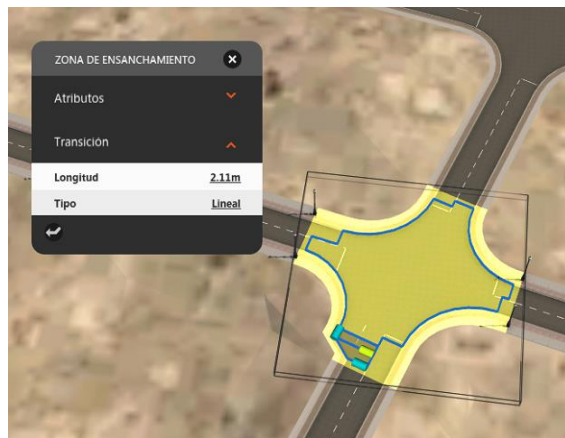 ZONA DE ENSANCHAMIENTO
Atributos
Transición
Longitud 2.11m
Tipo Lineal